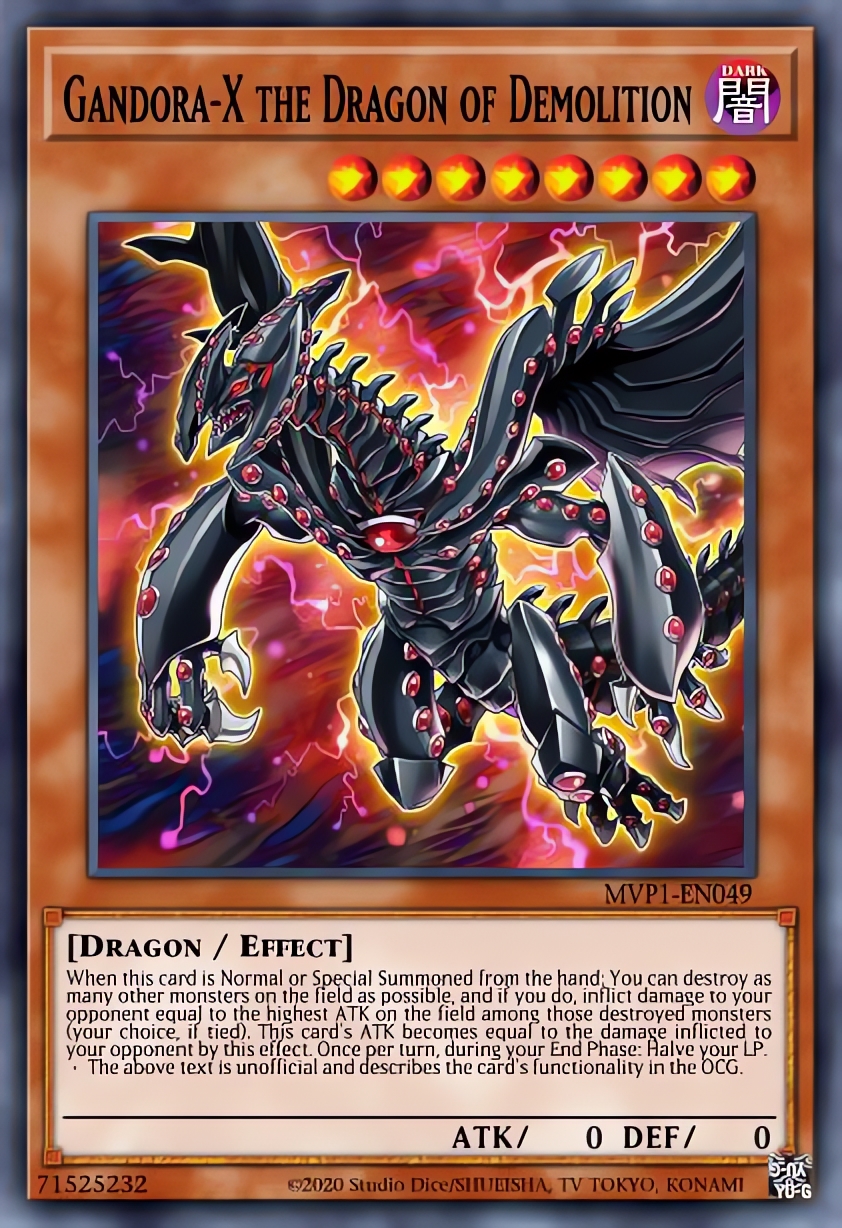 GANDORA-X THE DRAGON OF DEMOLITION
DARK
闇
MVP1-EN049
[DRAGON / EFFECT]
When this card is Normal or Special Summoned from the hand: You can destroy as
many other monsters on the field as possible, and if you do, inflict damage to your
opponent equal to the highest ATK on the field among those destroyed monsters
(your choice, if tied). This card's ATK becomes equal to the damage inflicted to
your opponent by this effect. Once per turn, during your End Phase: Halve your LP.
· The above text is unofficial and describes the card's functionality in the OCG.
ATK/ 0 DEF/ 0
71525232
©2020 Studio Dice/SHUEISHA, TV TOKYO, KONAMI